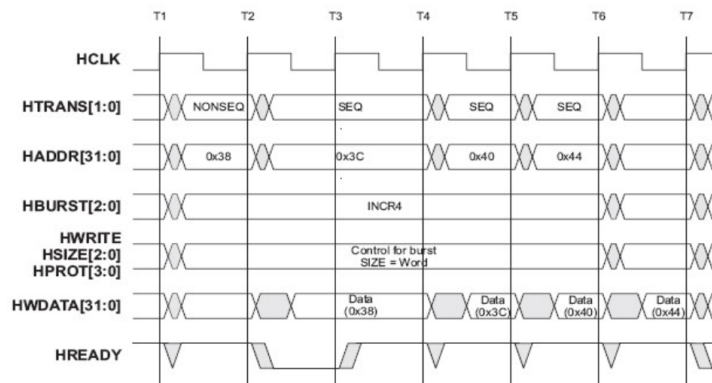 T1 T2 T3 T4 T5 T6 T7
HCLK
HTRANS[1:0] NONSEQ SEQ SEQ SEQ
HADDR[31:0] 0x38 0x3C 0x40 0x44
HBURST[2:0] INCR4
HWRITE
HSIZE[2:0]
HPROT[3:0]
Control for burst
SIZE = Word
HWDATA[31:0]
Data
(0x38)
Data
(0x3C)
Data
(0x40)
Data
(0x44)
HREADY